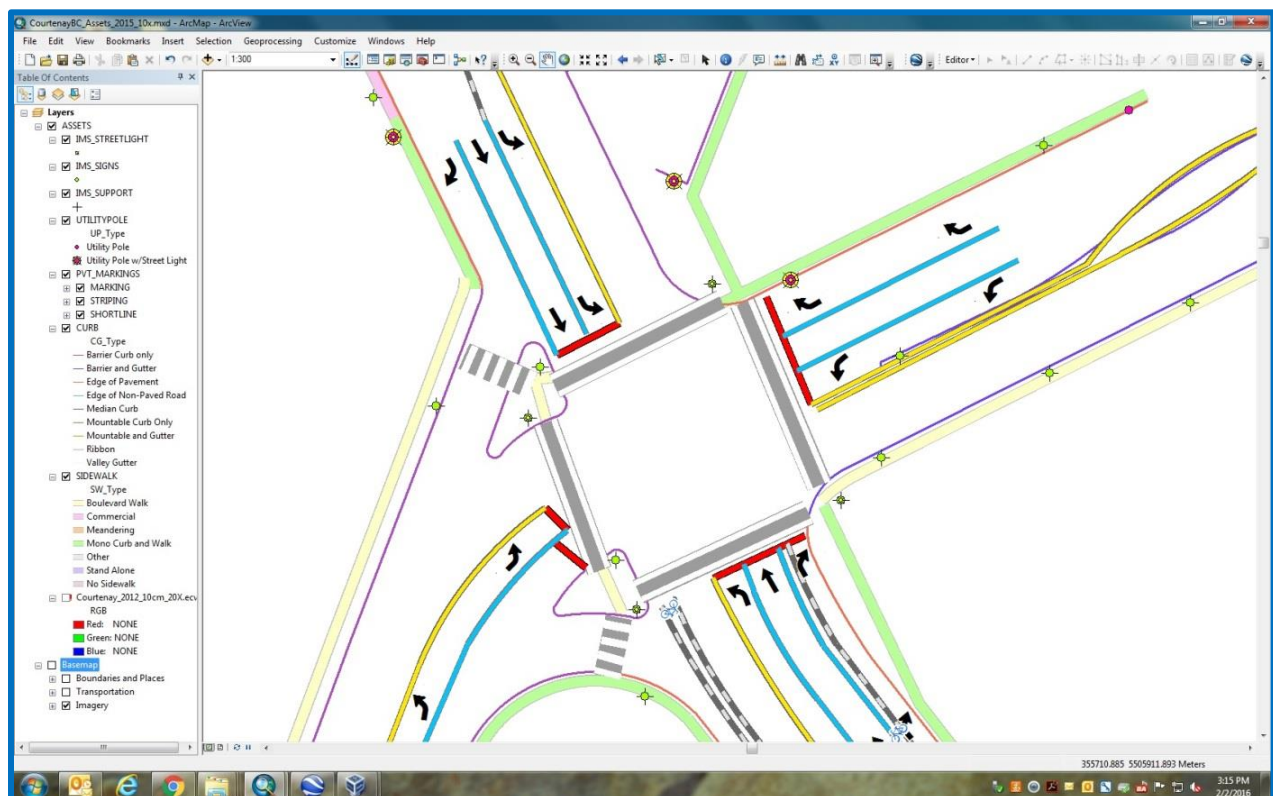 CourtenayBC_Assets_2015_10x.mxd - ArcMap - ArcView
File Edit View Bookmarks Insert Selection Geoprocessing Customize Windows Help
1:300
Editor
Table Of Contents
Layers
ASSETS
IMS_STREETLIGHT
IMS_SIGNS
IMS_SUPPORT
UTILITYPOLE
UP_Type
Utility Pole
Utility Pole w/Street Light
PVT_MARKINGS
MARKING
STRIPING
SHORTLINE
CURB
CG_Type
Barrier Curb only
Barrier and Gutter
Edge of Pavement
Edge of Non-Paved Road
Median Curb
Mountable Curb Only
Mountable and Gutter
Ribbon
Valley Gutter
SIDEWALK
SW_Type
Boulevard Walk
Commercial
Meandering
Mono Curb and Walk
Other
Stand Alone
No Sidewalk
Courtenay_2012_10cm_20X.ecw
RGB
Red: NONE
Green: NONE
Blue: NONE
Basemap
Boundaries and Places
Transportation
Imagery
355710.885 5505911.893 Meters
3:15 PM
2/2/2016